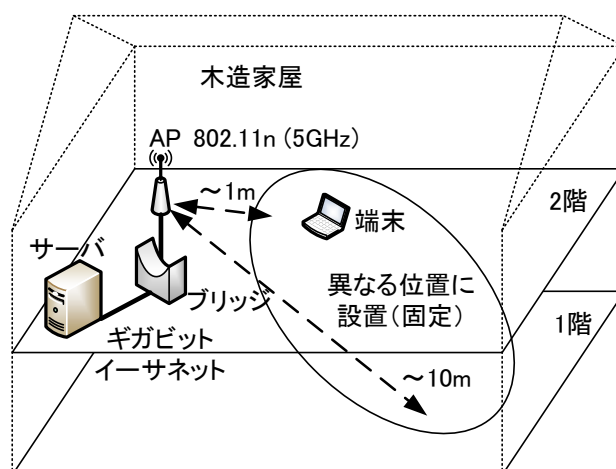 木造家屋
AP 802.11n (5GHz)
～1m
2階
端末
サーバ
異なる位置に
設置(固定)
ブリッジ
1階
ギガビット
イーサネット
～10m